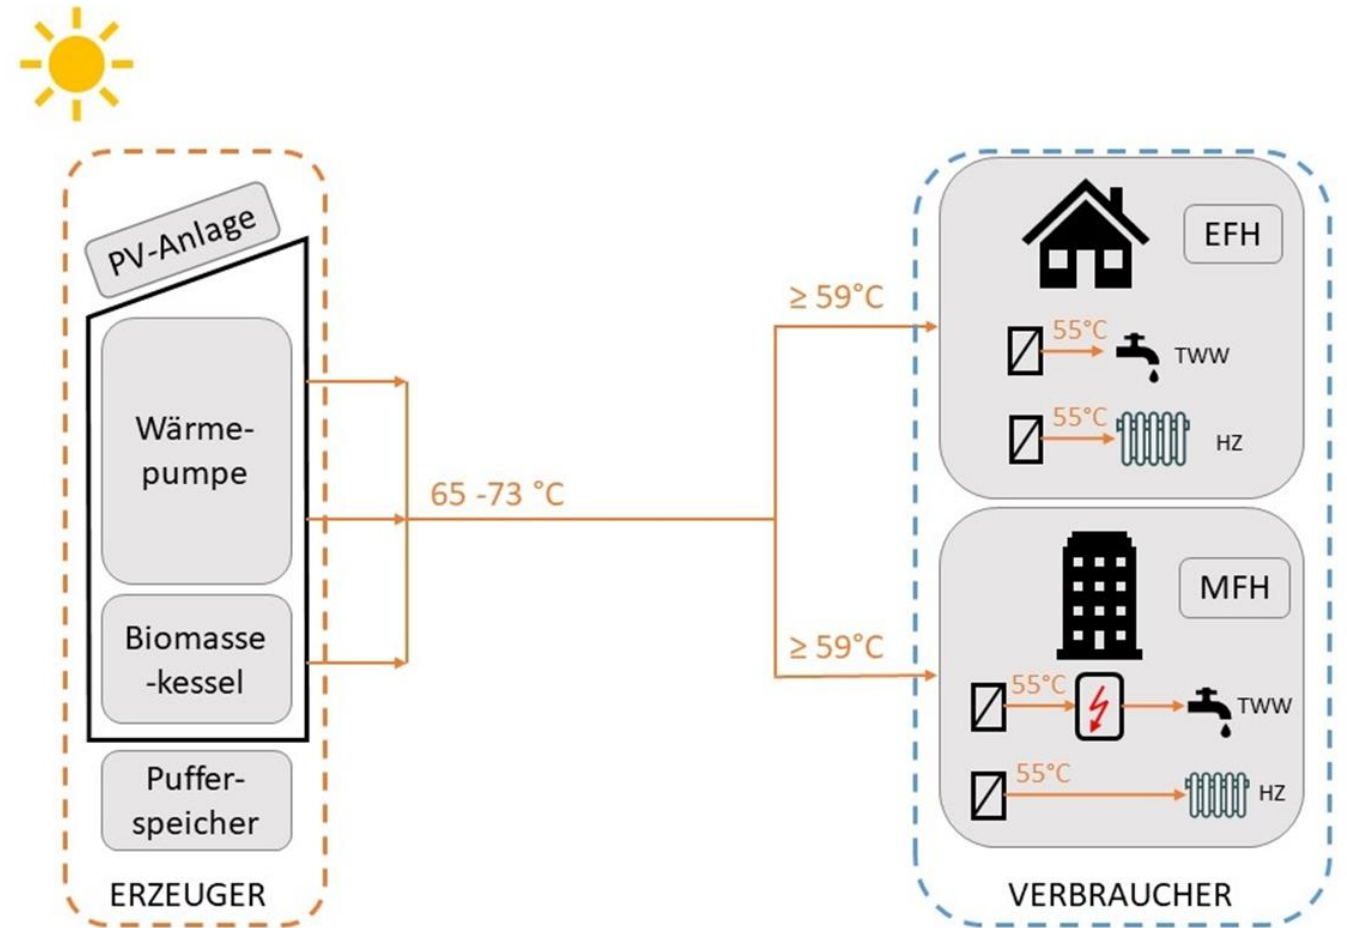 PV-Anlage
Wärme-
pumpe
Biomasse
-kessel
Puffer-
speicher
ERZEUGER
65 -73 °C
≥ 59°C
≥ 59°C
EFH
55°C
TWW
55°C
HZ
MFH
55°C
TWW
55°C
HZ
VERBRAUCHER